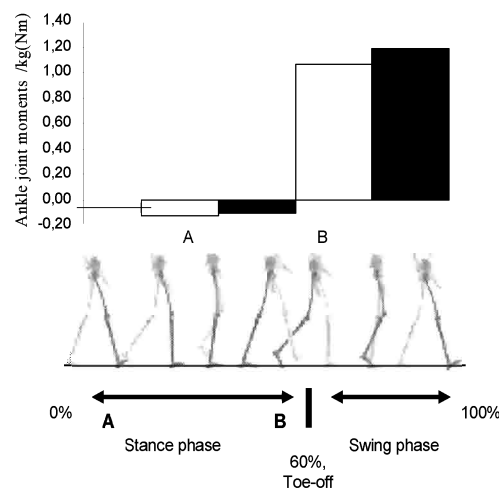 Ankle joint moments /kg(Nm)
1,40
1,20
1,00
0,80
0,60
0,40
0,20
0,00
-0,20
A
B
0%
A
B
100%
Stance phase
Swing phase
60%,
Toe-off